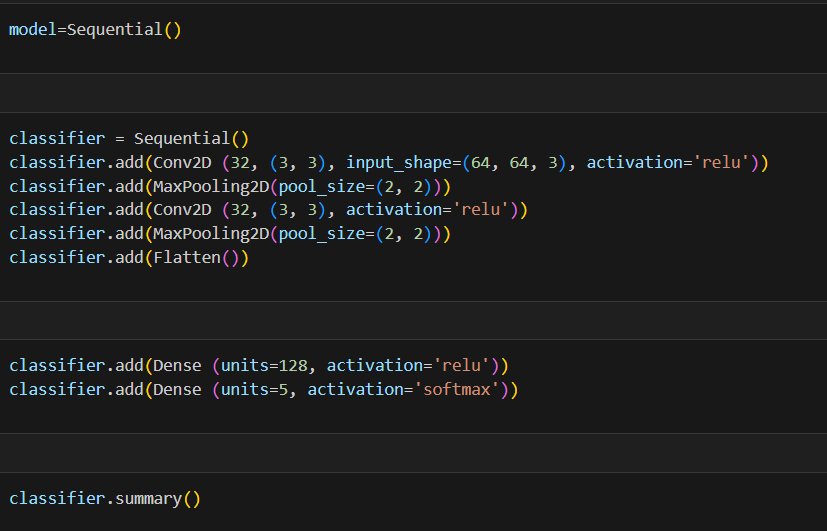 model=Sequential()
classifier = Sequential()
classifier.add(Conv2D (32, (3, 3), input_shape=(64, 64, 3), activation='relu'))
classifier.add(MaxPooling2D(pool_size=(2, 2)))
classifier.add(Conv2D (32, (3, 3), activation='relu'))
classifier.add(MaxPooling2D(pool_size=(2, 2)))
classifier.add(Flatten())
classifier.add(Dense (units=128, activation='relu'))
classifier.add(Dense (units=5, activation='softmax'))
classifier.summary()